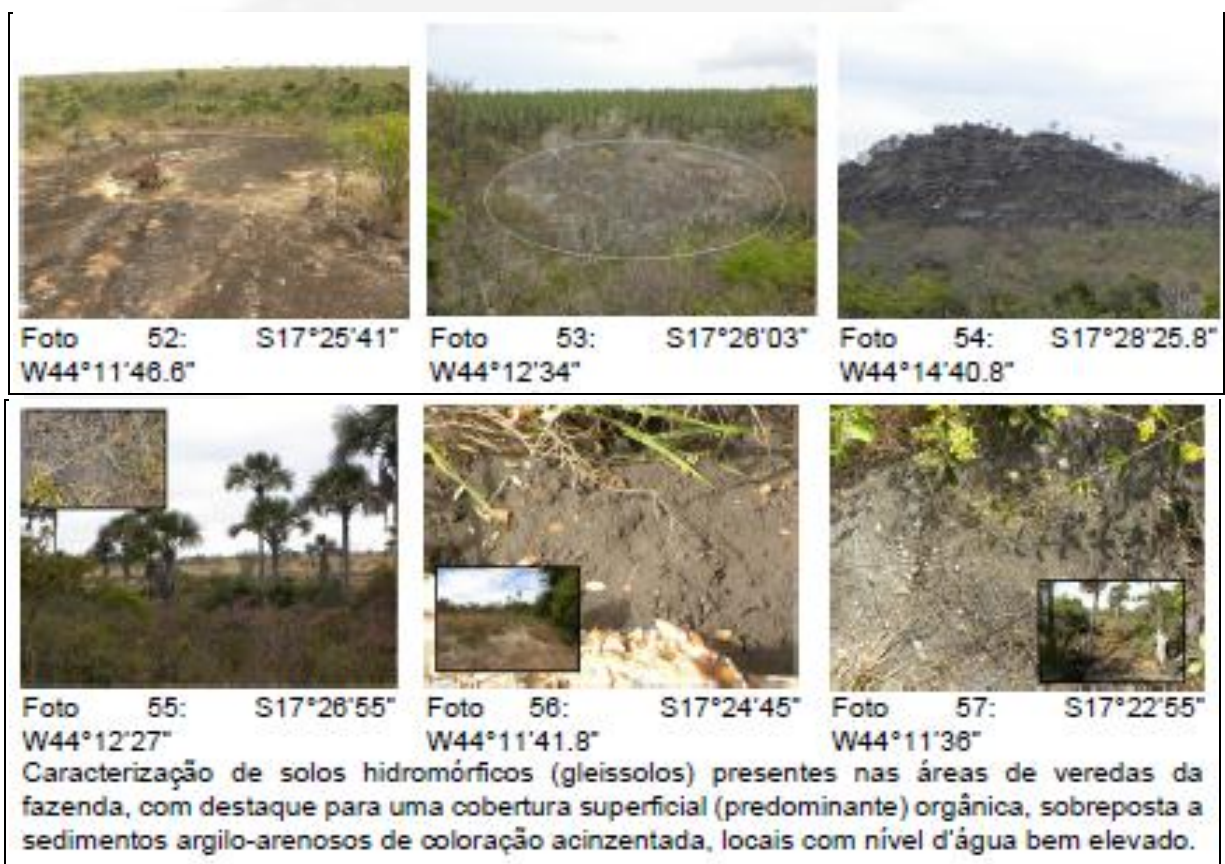 Foto 52: S17°25'41"
W44°11'46.6"
Foto 53: S17°26'03"
W44°12'34"
Foto 54: S17°28'25.8"
W44°14'40.8"
Foto 55: S17°26'55"
W44°12'27"
Foto 56: S17°24'45"
W44°11'41.8"
Foto 57: S17°22'55"
W44°11'36"
Caracterização de solos hidromórficos (gleissolos) presentes nas áreas de veredas da
fazenda, com destaque para uma cobertura superficial (predominante) orgânica, sobreposta a
sedimentos argilo-arenosos de coloração acinzentada, locais com nível d'água bem elevado.